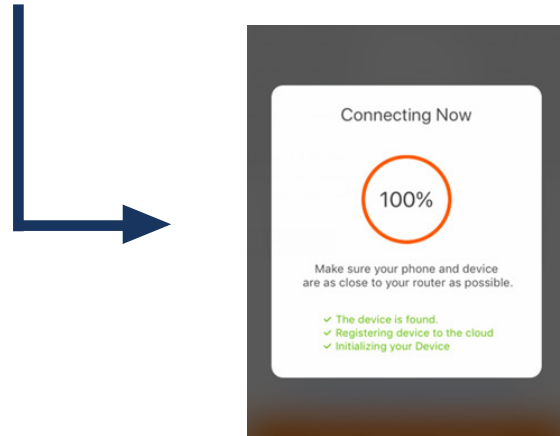 Connecting Now
100%
Make sure your phone and device
are as close to your router as possible.
✓ The device is found.
✓ Registering device to the cloud
✓ Initializing your Device